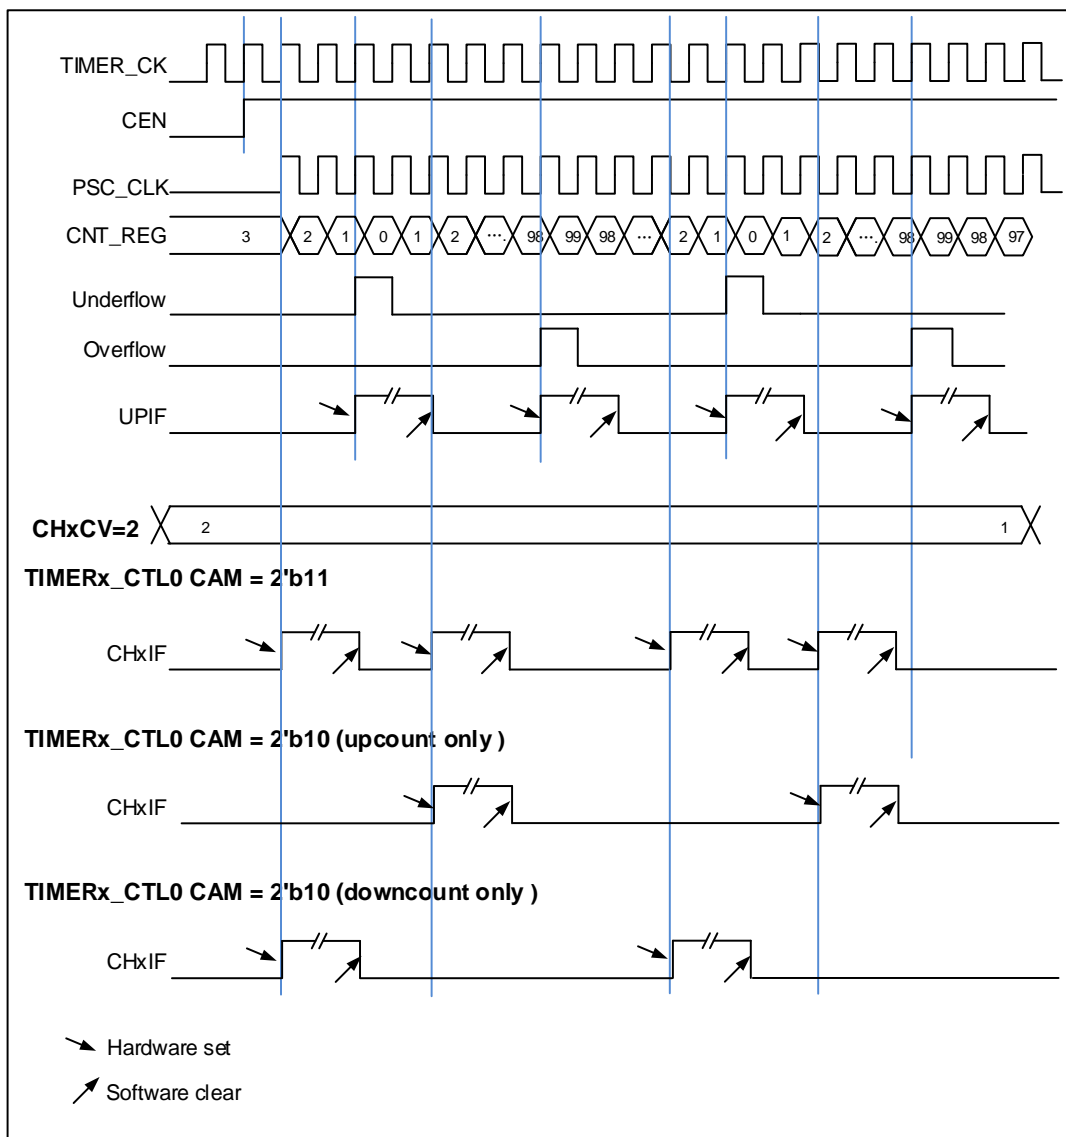 TIMER_CK
CEN
PSC_CLK
CNT_REG 3 2 1 0 1 2 .... 98 99 98 ... 2 1 0 1 2 .... 98 99 98 97
Underflow
Overflow
UPIF
CHxCV=2 2 1
TIMERx_CTL0 CAM = 2'b11
CHxIF
TIMERx_CTL0 CAM = 2'b10 (upcount only )
CHxIF
TIMERx_CTL0 CAM = 2'b10 (downcount only )
CHxIF
Hardware set
Software clear